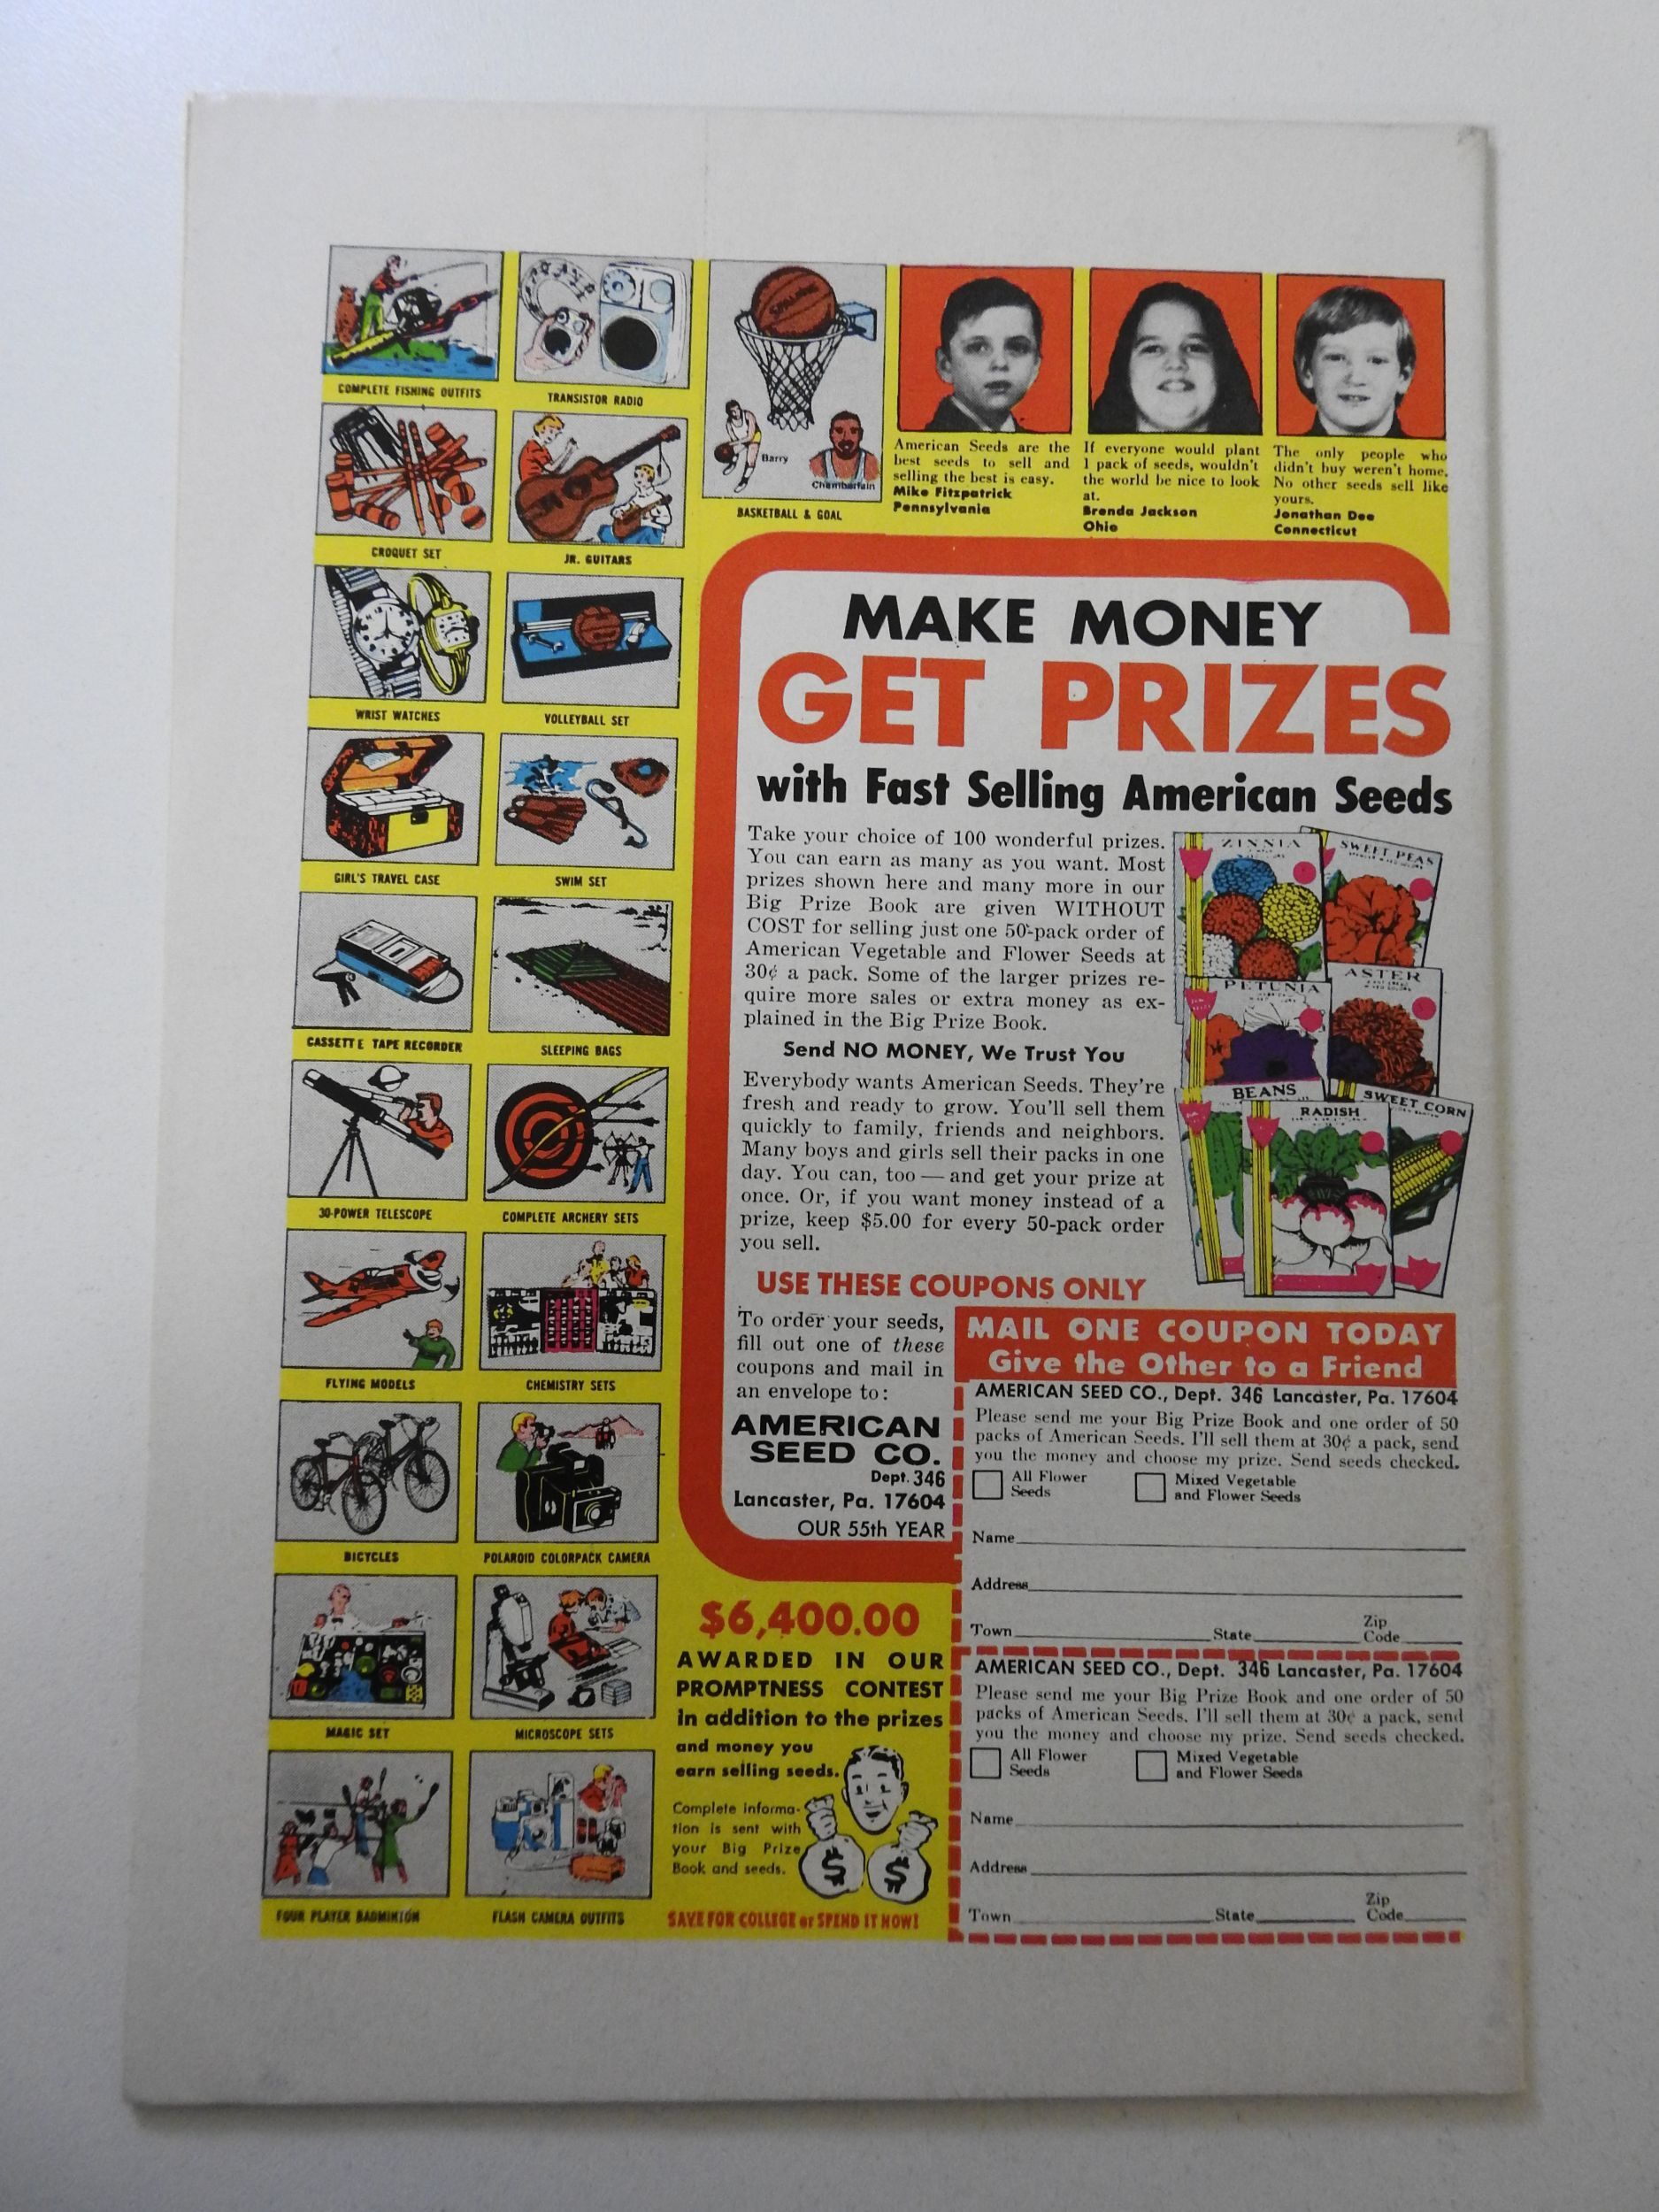 COMPLETE FISHING OUTFITS
TRANSISTOR RADIO
CROQUET SET
JR. GUITARS
WRIST WATCHES
VOLLEYBALL SET
GIRL'S TRAVEL CASE
SWIM SET
CASSETTE TAPE RECORDER
SLEEPING BAGS
30-POWER TELESCOPE
COMPLETE ARCHERY SETS
FLYING MODELS
CHEMISTRY SETS
BICYCLES
POLAROID COLORPACK CAMERA
MAGIC SET
MICROSCOPE SETS
FOUR PLAYER BADMINTON
FLASH CAMERA OUTFITS
SPALDING
Barry
Chamberlain
BASKETBALL & GOAL
American Seeds are the
best seeds to sell and
selling the best is easy.
Mike Fitzpatrick
Pennsylvania
If everyone would plant
1 pack of seeds, wouldn't
the world be nice to look
at.
Brenda Jackson
Ohio
The only people who
didn't buy weren't home.
No other seeds sell like
yours.
Jonathan Dee
Connecticut
MAKE MONEY
GET PRIZES
with Fast Selling American Seeds
Take your choice of 100 wonderful prizes.
You can earn as many as you want. Most
prizes shown here and many more in our
Big Prize Book are given WITHOUT
COST for selling just one 50-pack order of
American Vegetable and Flower Seeds at
30¢ a pack. Some of the larger prizes re-
quire more sales or extra money as ex-
plained in the Big Prize Book.
Send NO MONEY, We Trust You
Everybody wants American Seeds. They're
fresh and ready to grow. You'll sell them
quickly to family, friends and neighbors.
Many boys and girls sell their packs in one
day. You can, too — and get your prize at
once. Or, if you want money instead of a
prize, keep $5.00 for every 50-pack order
you sell.
ZINNIA
SWEET PEAS
PETUNIA
ASTER
BEANS
RADISH
SWEET CORN
USE THESE COUPONS ONLY
To order your seeds,
fill out one of these
coupons and mail in
an envelope to:
AMERICAN
SEED CO.
Dept. 346
Lancaster, Pa. 17604
OUR 55th YEAR
MAIL ONE COUPON TODAY
Give the Other to a Friend
AMERICAN SEED CO., Dept. 346 Lancaster, Pa. 17604
Please send me your Big Prize Book and one order of 50
packs of American Seeds. I'll sell them at 30¢ a pack, send
you the money and choose my prize. Send seeds checked.
All Flower
Seeds
Mixed Vegetable
and Flower Seeds
Name
Address
Town State Zip
Code
AMERICAN SEED CO., Dept. 346 Lancaster, Pa. 17604
Please send me your Big Prize Book and one order of 50
packs of American Seeds. I'll sell them at 30¢ a pack, send
you the money and choose my prize. Send seeds checked.
All Flower
Seeds
Mixed Vegetable
and Flower Seeds
Name
Address
Town State Zip
Code
$6,400.00
AWARDED IN OUR
PROMPTNESS CONTEST
in addition to the prizes
and money you
earn selling seeds.
Complete informa-
tion is sent with
your Big Prize
Book and seeds.
$ $
SAVE FOR COLLEGE or SPEND IT NOW!